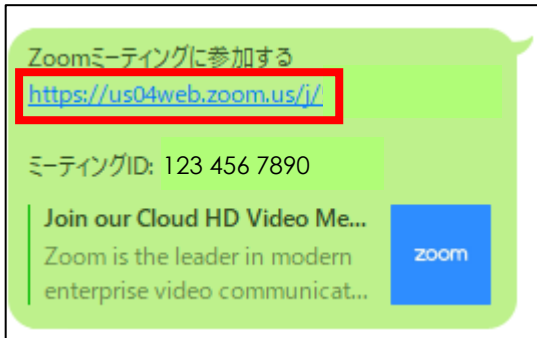 Zoomミーティングに参加する
https://us04web.zoom.us/j/
ミーティングID: 123 456 7890
Join our Cloud HD Video Me...
Zoom is the leader in modern
enterprise video communicat...
zoom